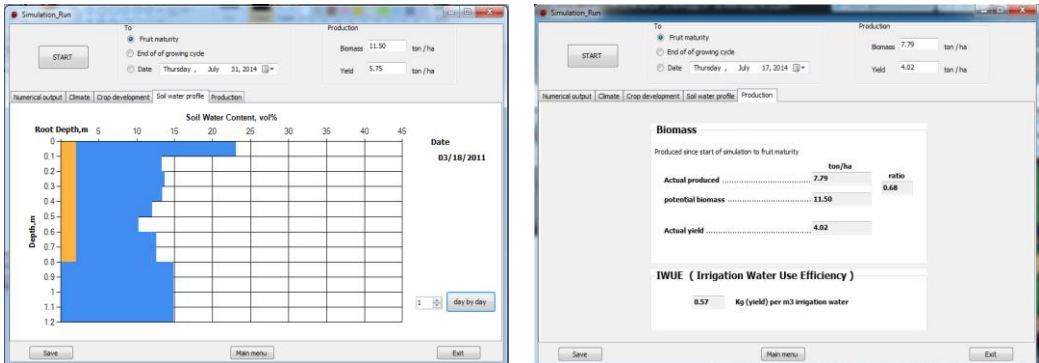 Simulation_Run
To
Production
START
Fruit maturity
Biomass 11.50 ton / ha
End of of growing cycle
Date Thursday , July 31, 2014
Yield 5.75 ton / ha
Numerical output Climate Crop development Soil water profile Production
Soil Water Content, vol%
Root Depth,m 5 10 15 20 25 30 35 40 45
Date
03/18/2011
0
0.1
0.2
0.3
0.4
0.5
0.6
0.7
0.8
0.9
1
1.1
1.2
Depth,m
1 day by day
Save Main menu Exit
Simulation_Run
To
Production
START
Fruit maturity
Biomass 7.79 ton / ha
End of of growing cycle
Date Thursday , July 17, 2014
Yield 4.02 ton / ha
Numerical output Climate Crop development Soil water profile Production
Biomass
Produced since start of simulation to fruit maturity
ton/ha
ratio
Actual produced ........................................ 7.79
0.68
potential biomass ..................................... 11.50
Actual yield ............................................. 4.02
IWUE ( Irrigation Water Use Efficiency )
0.57 Kg (yield) per m3 irrigation water
Save Main menu Exit